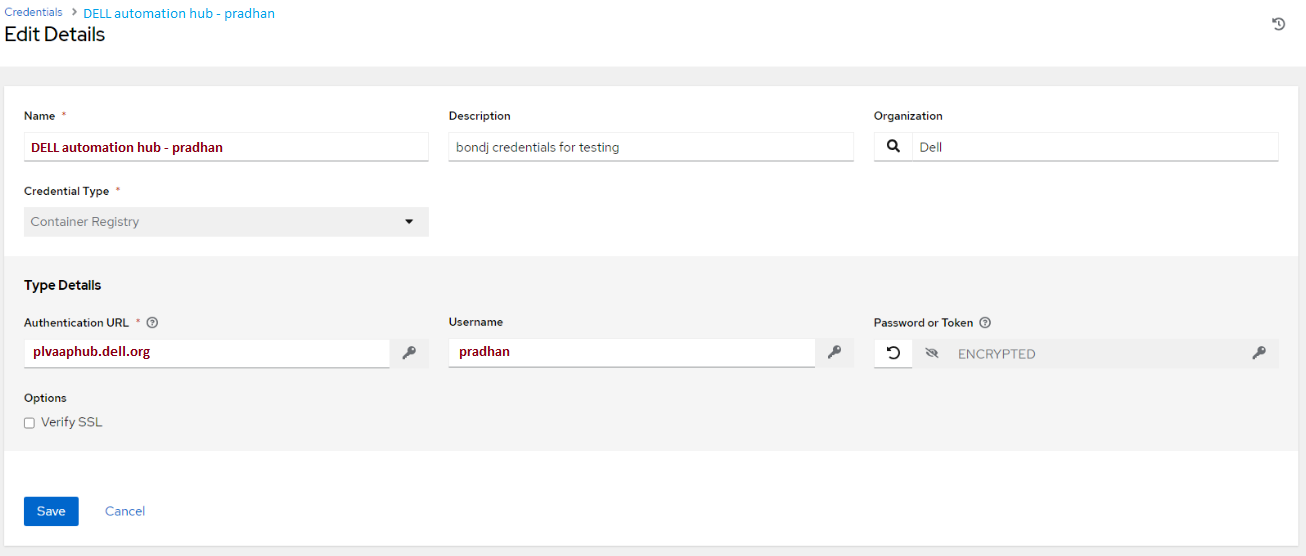 Credentials > DELL automation hub - pradhan
Edit Details
Name * Description Organization
DELL automation hub - pradhan bondj credentials for testing Dell
Credential Type *
Container Registry
Type Details
Authentication URL * Username Password or Token
plvaaphub.dell.org pradhan ENCRYPTED
Options
Verify SSL
Save Cancel